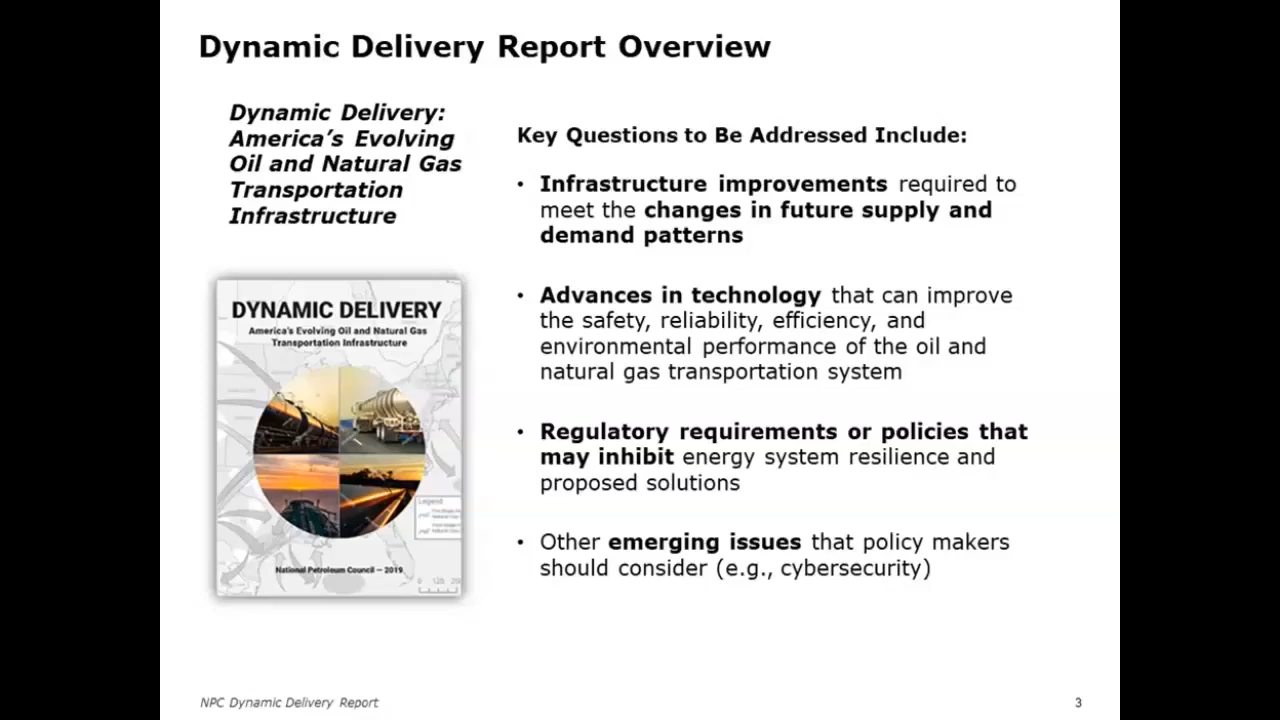 Dynamic Delivery Report Overview
Dynamic Delivery:
America's Evolving
Oil and Natural Gas
Transportation
Infrastructure
DYNAMIC DELIVERY
America's Evolving Oil and Natural Gas
Transportation Infrastructure
Legend
National Petroleum Council – 2019
0 125
Key Questions to Be Addressed Include:
• Infrastructure improvements required to
meet the changes in future supply and
demand patterns
• Advances in technology that can improve
the safety, reliability, efficiency, and
environmental performance of the oil and
natural gas transportation system
• Regulatory requirements or policies that
may inhibit energy system resilience and
proposed solutions
• Other emerging issues that policy makers
should consider (e.g., cybersecurity)
NPC Dynamic Delivery Report
3